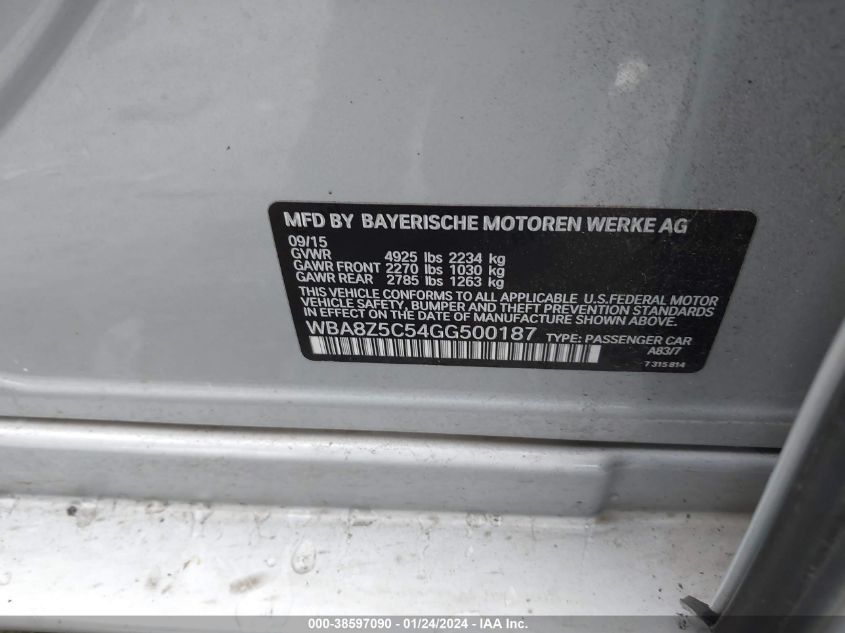 MFD BY BAYERISCHE MOTOREN WERKE AG
09/15
GVWR 4925 lbs 2234 kg
GAWR FRONT 2270 lbs 1030 kg
GAWR REAR 2785 lbs 1263 kg
THIS VEHICLE CONFORMS TO ALL APPLICABLE U.S.FEDERAL MOTOR
VEHICLE SAFETY, BUMPER AND THEFT PREVENTION STANDARDS
IN EFFECT ON THE DATE OF MANUFACTURE SHOWN ABOVE.
WBA8Z5C54GG500187 TYPE: PASSENGER CAR
A83/7
7 315 814
000-38597090 - 01/24/2024 - IAA Inc.